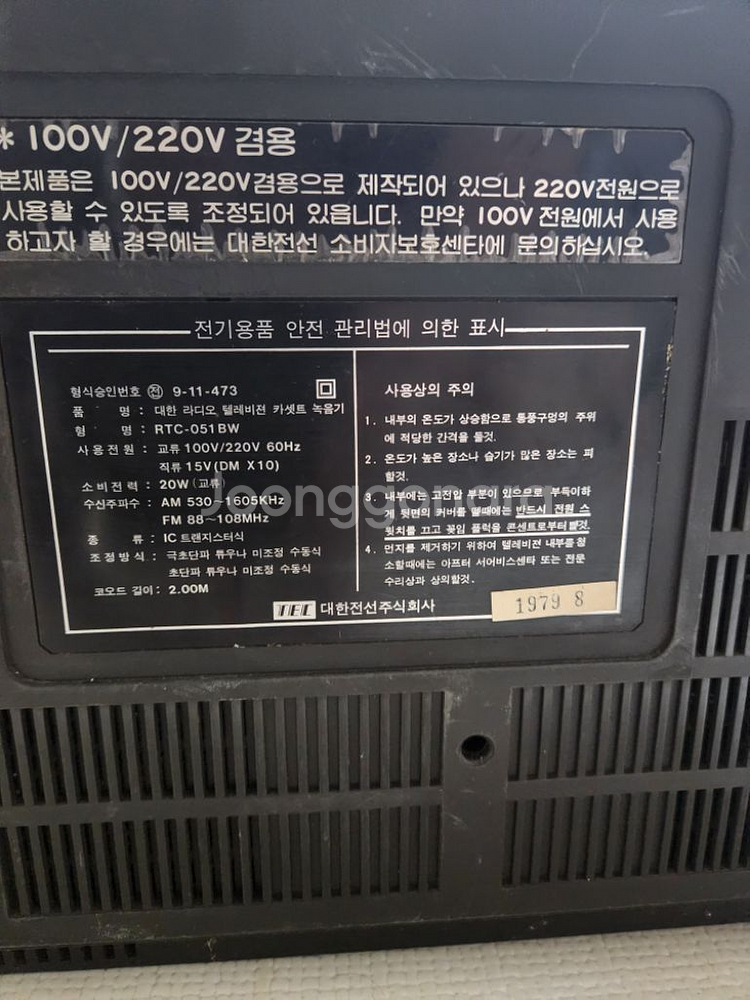 * 100V/220V 겸용
본제품은 100V/220V겸용으로 제작되어 있으나 220V전원으로
사용할 수 있도록 조정되어 있읍니다. 만약 100V전원에서 사용
하고자 할 경우에는 대한전선 소비자보호센타에 문의하십시오.
전기용품 안전 관리법에 의한 표시
형식승인번호 전 9-11-473
품 명: 대한 라디오 텔레비젼 카셋트 녹음기
형 명: RTC-051BW
사용전원: 교류 100V/220V 60Hz
직류 15V(DM X10)
소비전력: 20W (교류)
수신주파수: AM 530~1605KHz
FM 88~108MHz
종 류: IC 트랜지스터식
조정방식: 극초단파 튜우나 미조정 수동식
초단파 튜우나 미조정 수동식
코오드 길이: 2.00M
사용상의 주의
1. 내부의 온도가 상승함으로 통풍구멍의 주위
에 적당한 간격을 둘것.
2. 온도가 높은 장소나 습기가 많은 장소는 피
할것.
3. 내부에는 고전압 부분이 있으므로 부득이하
게 뒷면의 커버를 뗄때에는 반드시 전원 스
윗치를 끄고 꽂임 플럭을 콘센트로부터 뺄것.
4. 먼지를 제거하기 위하여 텔레비젼 내부를 청
소할때에는 아프터 서어비스센타 또는 전문
수리상과 상의할것.
TEC 대한전선주식회사
1979 8
Joonggonara